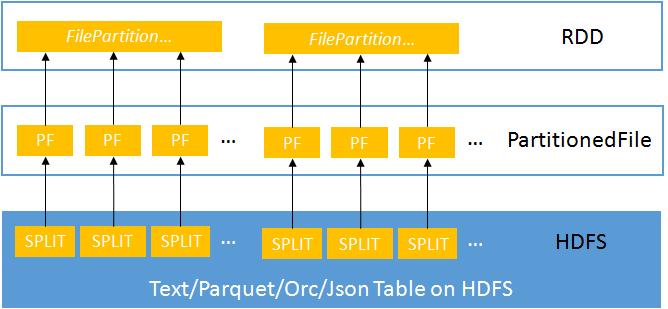 FilePartition... FilePartition... RDD
PF PF PF ... PF PF PF ... PartitionedFile
SPLIT SPLIT SPLIT ... SPLIT SPLIT SPLIT ... HDFS
Text/Parquet/Orc/Json Table on HDFS